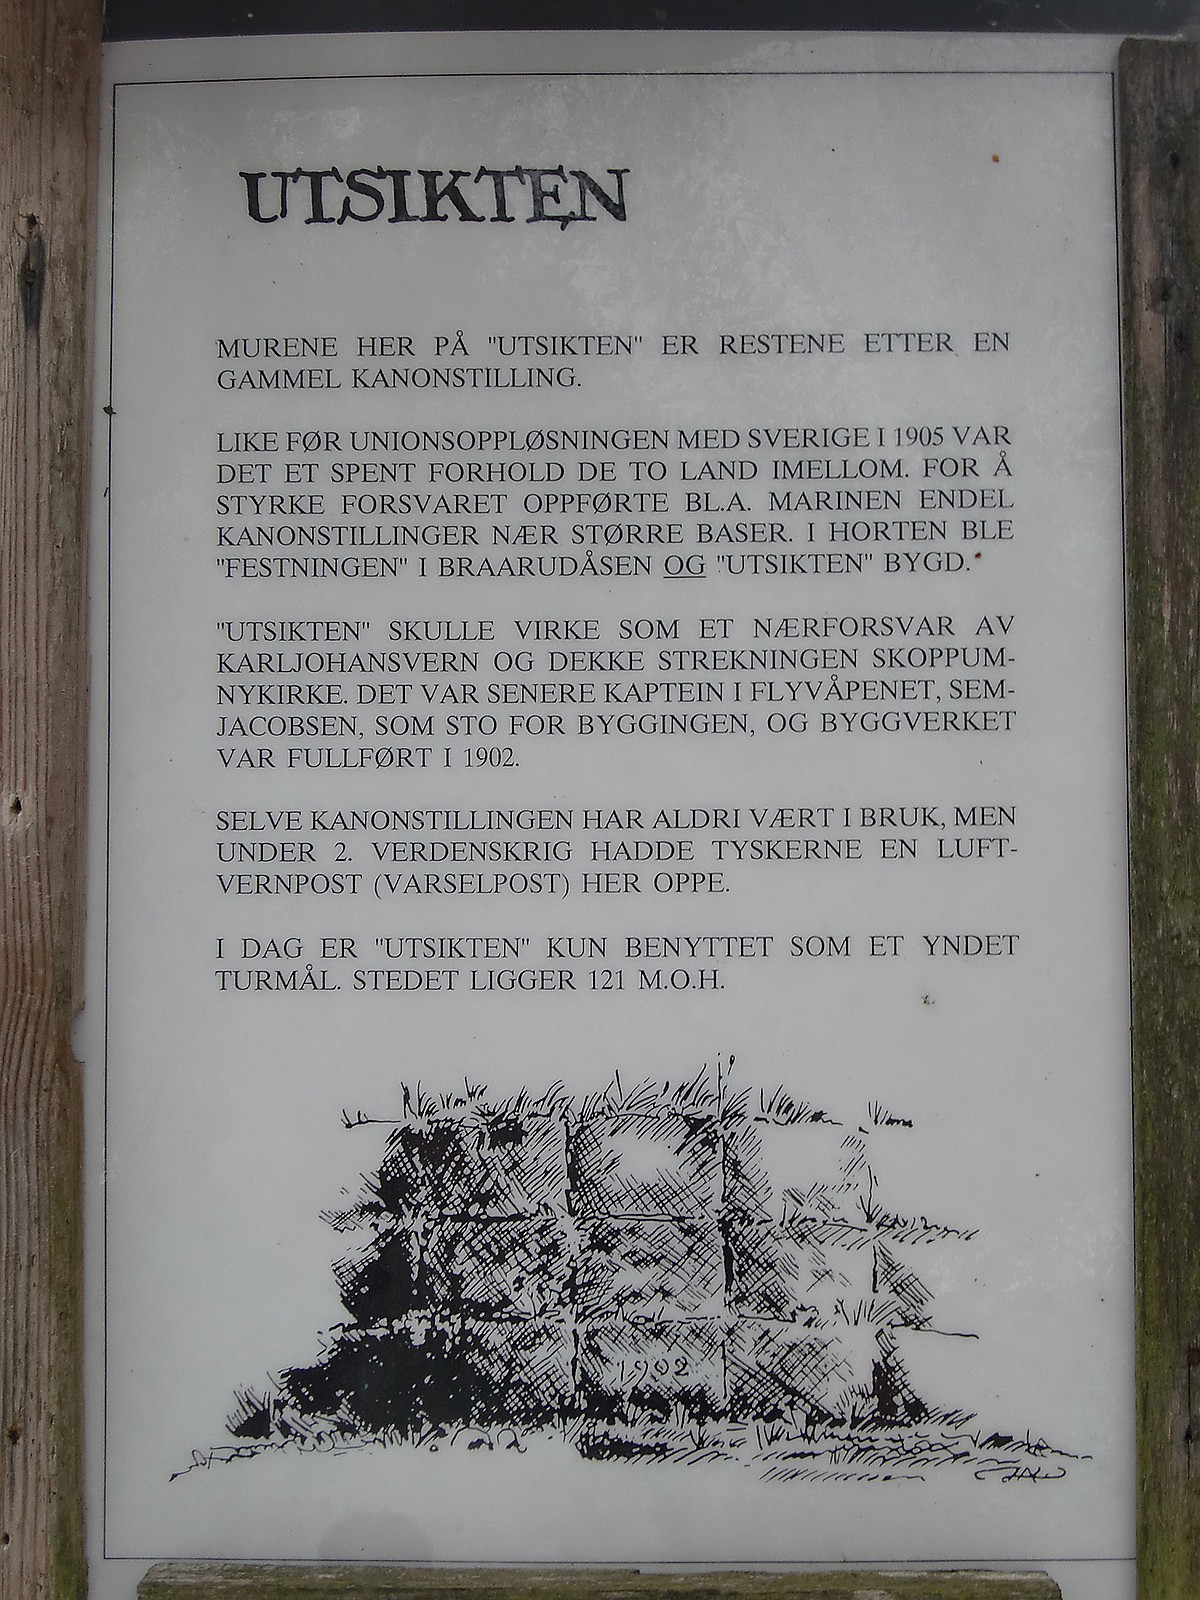 UTSIKTEN
MURENE HER PÅ "UTSIKTEN" ER RESTENE ETTER EN
GAMMEL KANONSTILLING.
LIKE FØR UNIONSOPPLØSNINGEN MED SVERIGE I 1905 VAR
DET ET SPENT FORHOLD DE TO LAND IMELLOM. FOR Å
STYRKE FORSVARET OPPFØRTE BL.A. MARINEN ENDEL
KANONSTILLINGER NÆR STØRRE BASER. I HORTEN BLE
"FESTNINGEN" I BRAARUDÅSEN OG "UTSIKTEN" BYGD.
"UTSIKTEN" SKULLE VIRKE SOM ET NÆRFORSVAR AV
KARLJOHANSVERN OG DEKKE STREKNINGEN SKOPPUM-
NYKIRKE. DET VAR SENERE KAPTEIN I FLYVÅPENET, SEM-
JACOBSEN, SOM STO FOR BYGGINGEN, OG BYGGVERKET
VAR FULLFØRT I 1902.
SELVE KANONSTILLINGEN HAR ALDRI VÆRT I BRUK, MEN
UNDER 2. VERDENSKRIG HADDE TYSKERNE EN LUFT-
VERNPOST (VARSELPOST) HER OPPE.
I DAG ER "UTSIKTEN" KUN BENYTTET SOM ET YNDET
TURMÅL. STEDET LIGGER 121 M.O.H.
1902